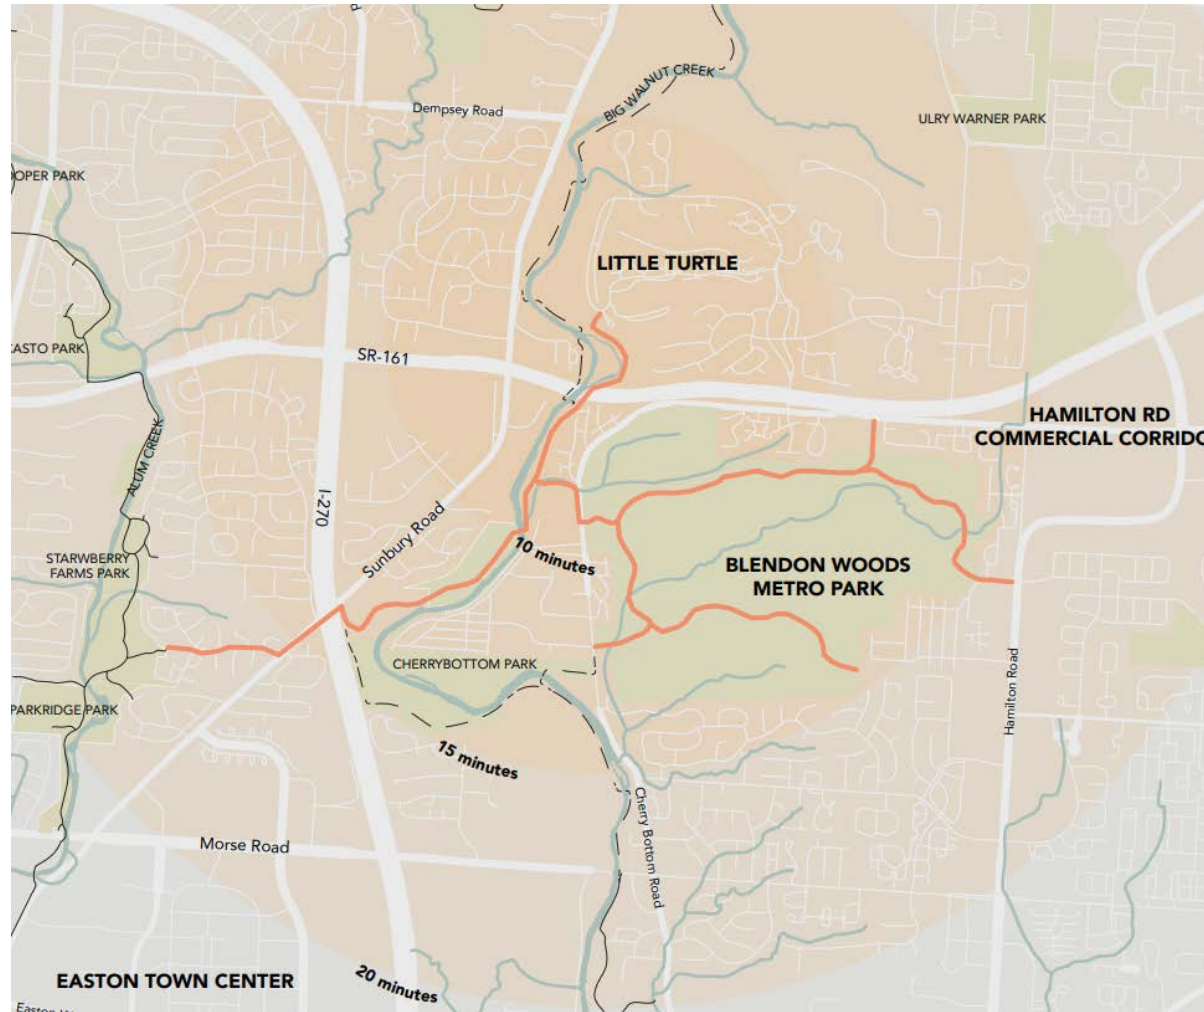 P
BIG WALNUT CREEK
Dempsey Road
ULRY WARNER PARK
OOPER PARK
LITTLE TURTLE
CASTO PARK
SR-161
HAMILTON RD
COMMERCIAL CORRIDO
ALUM CREEK
I-270
Sunbury Road
10 minutes
STARWBERRY
FARMS PARK
BLENDON WOODS
METRO PARK
CHERRYBOTTOM PARK
Hamilton Road
PARKRIDGE PARK
15 minutes
Cherry Bottom Road
Morse Road
EASTON TOWN CENTER
20 minutes